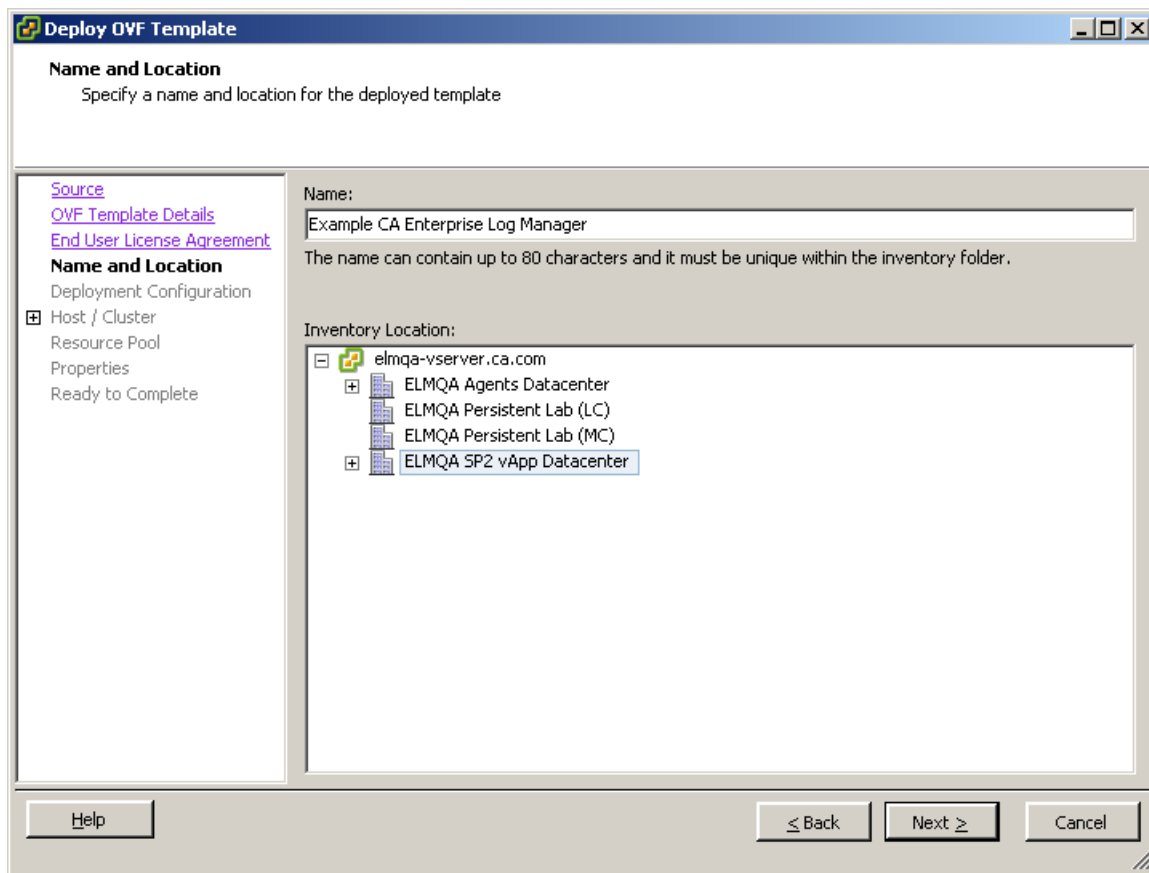 Deploy OVF Template
Name and Location
Specify a name and location for the deployed template
Source
OVF Template Details
End User License Agreement
Name and Location
Deployment Configuration
Host / Cluster
Resource Pool
Properties
Ready to Complete
Name:
Example CA Enterprise Log Manager
The name can contain up to 80 characters and it must be unique within the inventory folder.
Inventory Location:
elmqa-vserver.ca.com
ELMQA Agents Datacenter
ELMQA Persistent Lab (LC)
ELMQA Persistent Lab (MC)
ELMQA SP2 vApp Datacenter
Help
< Back
Next >
Cancel